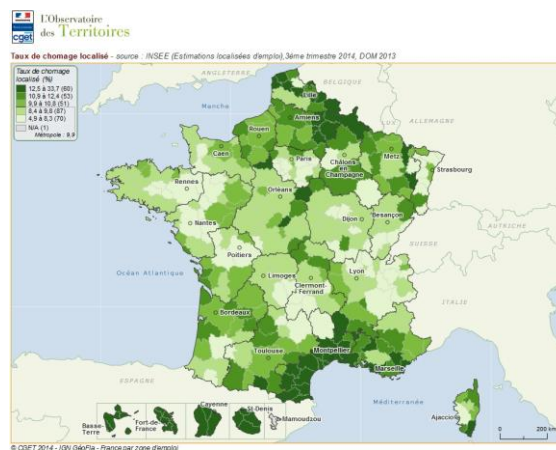 cget
L'Observatoire
des Territoires
Taux de chomage localisé - source : INSEE (Estimations localisées d'emploi),3ème trimestre 2014, DOM 2013
Taux de chomage
localisé (%)
12,5 à 33,7 (60)
10,9 à 12,4 (53)
9,9 à 10,8 (51)
8,4 à 9,8 (87)
4,9 à 8,3 (70)
N/A (1)
Métropole : 9,9
ANGLETERRE
BELGIQUE
Manche
Lille
Amiens
LUX
ALLEMAGNE
Rouen
Caen
Paris
Châlons
en
Champagne
Metz
Strasbourg
Rennes
Orléans
Nantes
Dijon
Besançon
AUTRICHE
SUISSE
Poitiers
Océan Atlantique
Limoges
Clermont
-Ferrand
Lyon
ITALIE
Bordeaux
Toulouse
Montpellier
Marseille
ESPAGNE
Méditerranée
Ajaccio
Basse-
Terre
Fort-de
-France
Cayenne
St-Denis
Mamoudzou
0 200 km
© CGET 2014 - IGN GéoFla - France par zone d'emploi